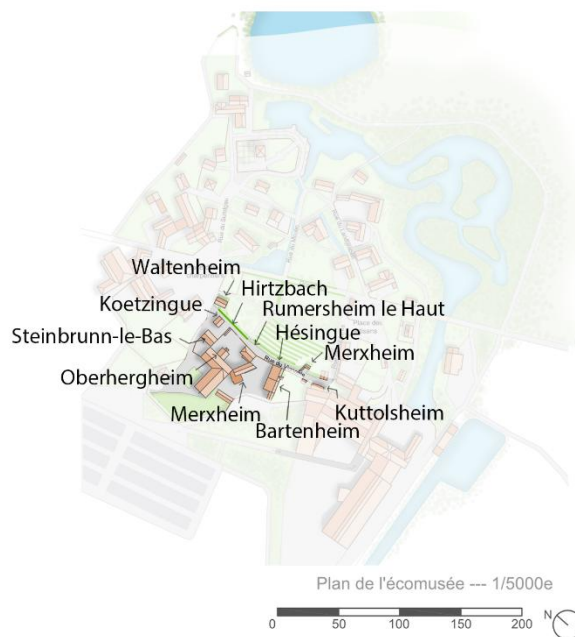 Waltenheim
Hirtzbach
Koetzingue
Rumersheim le Haut
Steinbrunn-le-Bas
Hésingue
Merxheim
Oberhergheim
Merxheim
Kuttolsheim
Bartenheim
Plan de l'écomusée --- 1/5000e
0 50 100 150 200
N